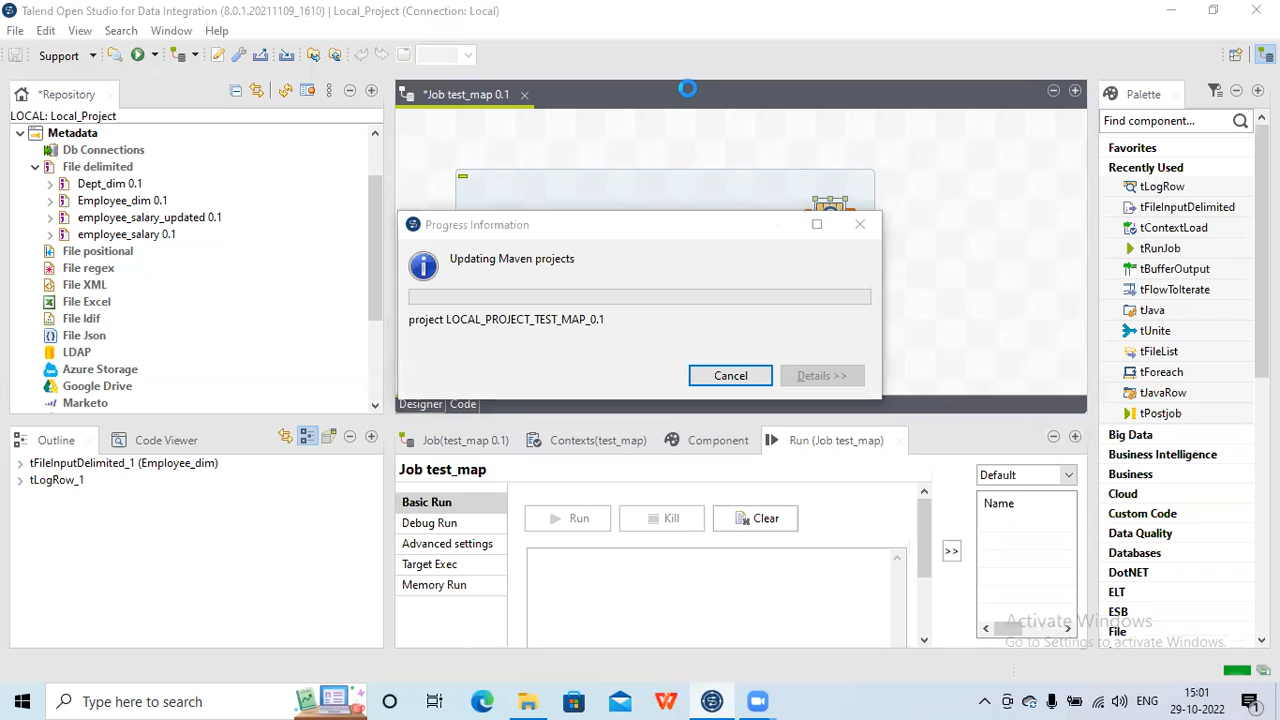 Talend Open Studio for Data Integration (8.0.1.20211109_1610) | Local_Project (Connection: Local)
File Edit View Search Window Help
Support
*Repository
LOCAL: Local_Project
Metadata
Db Connections
File delimited
Dept_dim 0.1
Employee_dim 0.1
employee_salary_updated 0.1
employee_salary 0.1
File positional
File regex
File XML
File Excel
File ldif
File Json
LDAP
Azure Storage
Google Drive
Marketo
*Job test_map 0.1
Progress Information
Updating Maven projects
project LOCAL_PROJECT_TEST_MAP_0.1
Cancel
Details >>
Designer Code
Palette
Find component...
Favorites
Recently Used
tLogRow
tFileInputDelimited
tContextLoad
tRunJob
tBufferOutput
tFlowToIterate
tJava
tUnite
tFileList
tForeach
tJavaRow
tPostjob
Big Data
Business Intelligence
Business
Cloud
Custom Code
Data Quality
Databases
DotNET
ELT
ESB
File
Outline
Code Viewer
tFileInputDelimited_1 (Employee_dim)
tLogRow_1
Job(test_map 0.1)
Contexts(test_map)
Component
Run (Job test_map)
Job test_map
Basic Run
Debug Run
Advanced settings
Target Exec
Memory Run
Run
Kill
Clear
>>
Default
Name
Activate Windows
Go to Settings to activate Windows.
Type here to search
W
ENG
15:01
29-10-2022
1